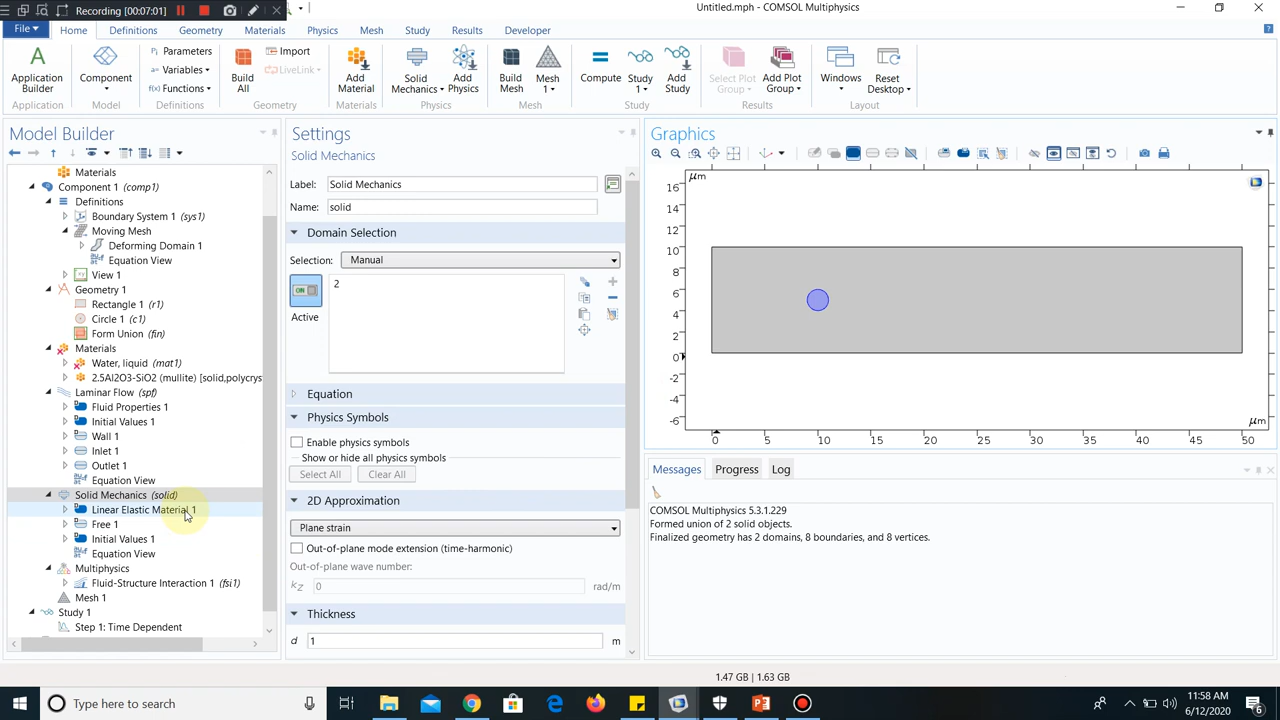 Recording [00:07:01]
Untitled.mph - COMSOL Multiphysics
File Home Definitions Geometry Materials Physics Mesh Study Results Developer
Application Builder
Application
Component
Model
Parameters
Variables
Functions
Definitions
Build All
Import
LiveLink
Geometry
Add Material
Materials
Solid Mechanics
Add Physics
Physics
Build Mesh
Mesh 1
Mesh
Compute
Study 1
Add Study
Study
Select Plot Group
Add Plot Group
Results
Windows
Reset Desktop
Layout
Model Builder
Materials
Component 1 (comp1)
Definitions
Boundary System 1 (sys1)
Moving Mesh
Deforming Domain 1
Equation View
View 1
Geometry 1
Rectangle 1 (r1)
Circle 1 (c1)
Form Union (fin)
Materials
Water, liquid (mat1)
2.5Al2O3-SiO2 (mullite) [solid,polycrys
Laminar Flow (spf)
Fluid Properties 1
Initial Values 1
Wall 1
Inlet 1
Outlet 1
Equation View
Solid Mechanics (solid)
Linear Elastic Material 1
Free 1
Initial Values 1
Equation View
Multiphysics
Fluid-Structure Interaction 1 (fsi1)
Mesh 1
Study 1
Step 1: Time Dependent
Settings
Solid Mechanics
Label: Solid Mechanics
Name: solid
Domain Selection
Selection: Manual
ON
2
Active
Equation
Physics Symbols
Enable physics symbols
Show or hide all physics symbols
Select All Clear All
2D Approximation
Plane strain
Out-of-plane mode extension (time-harmonic)
Out-of-plane wave number:
kz 0 rad/m
Thickness
d 1 m
Graphics
μm
16
14
12
10
8
6
4
2
0
-2
-4
-6
μm
0 5 10 15 20 25 30 35 40 45 50
Messages Progress Log
COMSOL Multiphysics 5.3.1.229
Formed union of 2 solid objects.
Finalized geometry has 2 domains, 8 boundaries, and 8 vertices.
1.47 GB | 1.63 GB
Type here to search
11:58 AM
6/12/2020
6